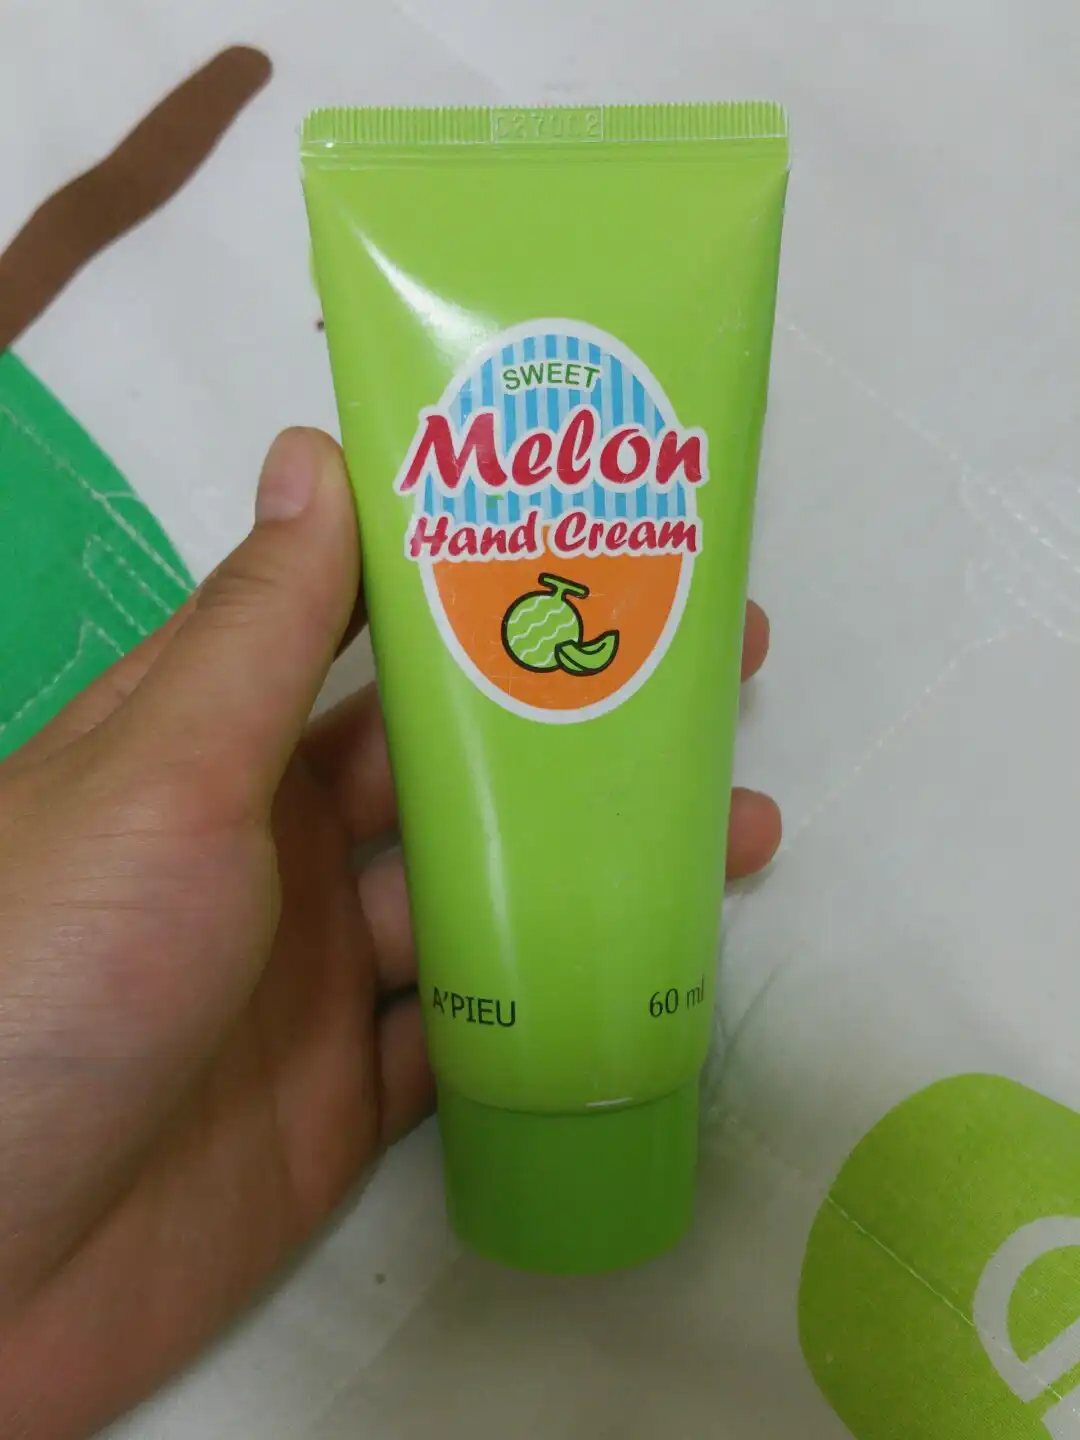 SWEET
Melon
Hand Cream
A'PIEU
60 ml